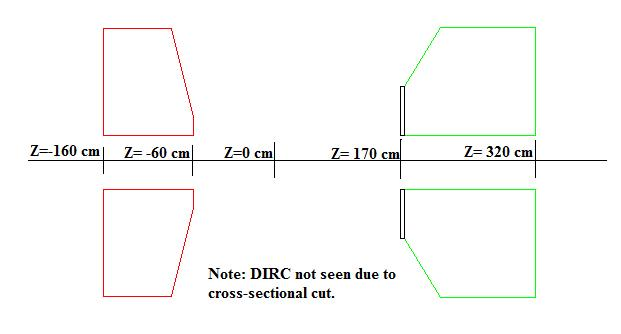 Z=-160 cm Z= -60 cm Z=0 cm Z= 170 cm Z= 320 cm
Note: DIRC not seen due to
cross-sectional cut.